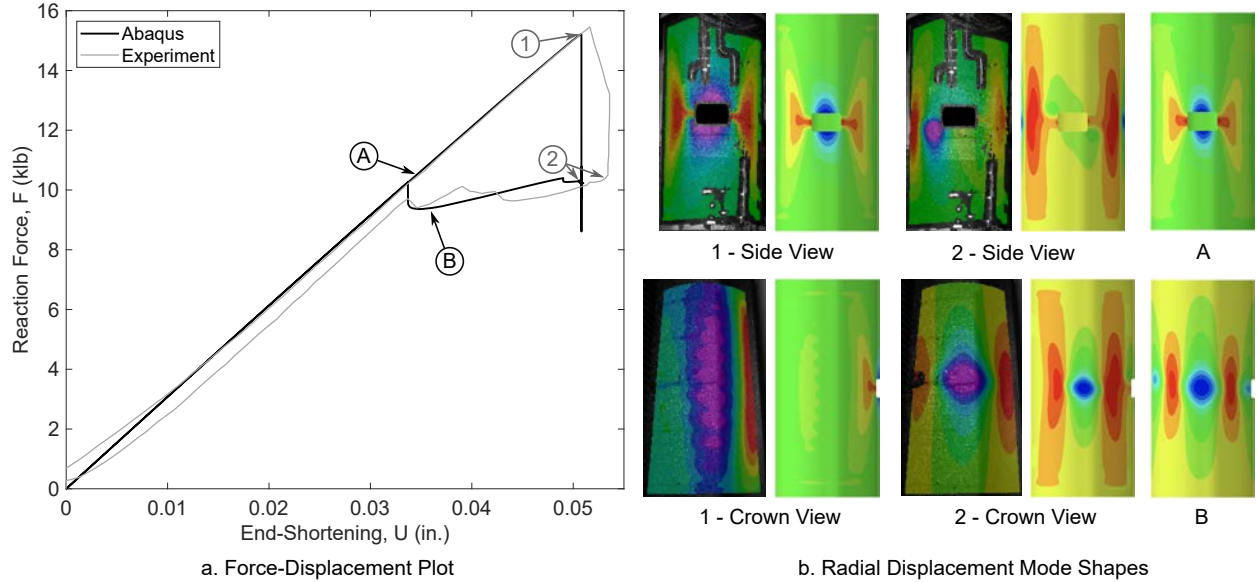 Abaqus
Experiment
16
14
12
10
8
6
4
2
0
Reaction Force, F (klb)
1
A
2
B
0
0.01
0.02
0.03
0.04
0.05
End-Shortening, U (in.)
a. Force-Displacement Plot
1 - Side View
2 - Side View
A
1 - Crown View
2 - Crown View
B
b. Radial Displacement Mode Shapes